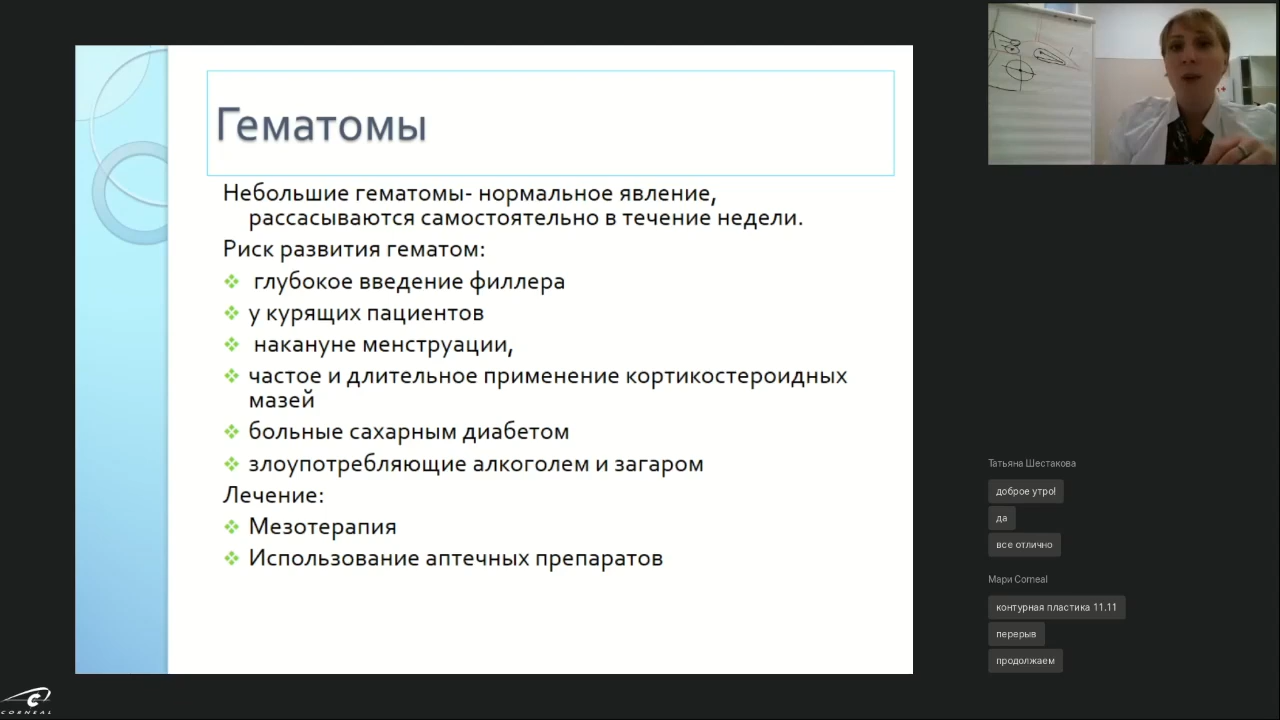 Гематомы
Небольшие гематомы- нормальное явление,
рассасываются самостоятельно в течение недели.
Риск развития гематом:
глубокое введение филлера
у курящих пациентов
накануне менструации,
частое и длительное применение кортикостероидных
мазей
больные сахарным диабетом
злоупотребляющие алкоголем и загаром
Лечение:
Мезотерапия
Использование аптечных препаратов
Татьяна Шестакова
доброе утро!
да
все отлично
Мари Corneal
контурная пластика 11.11
перерыв
продолжаем
CORNEAL